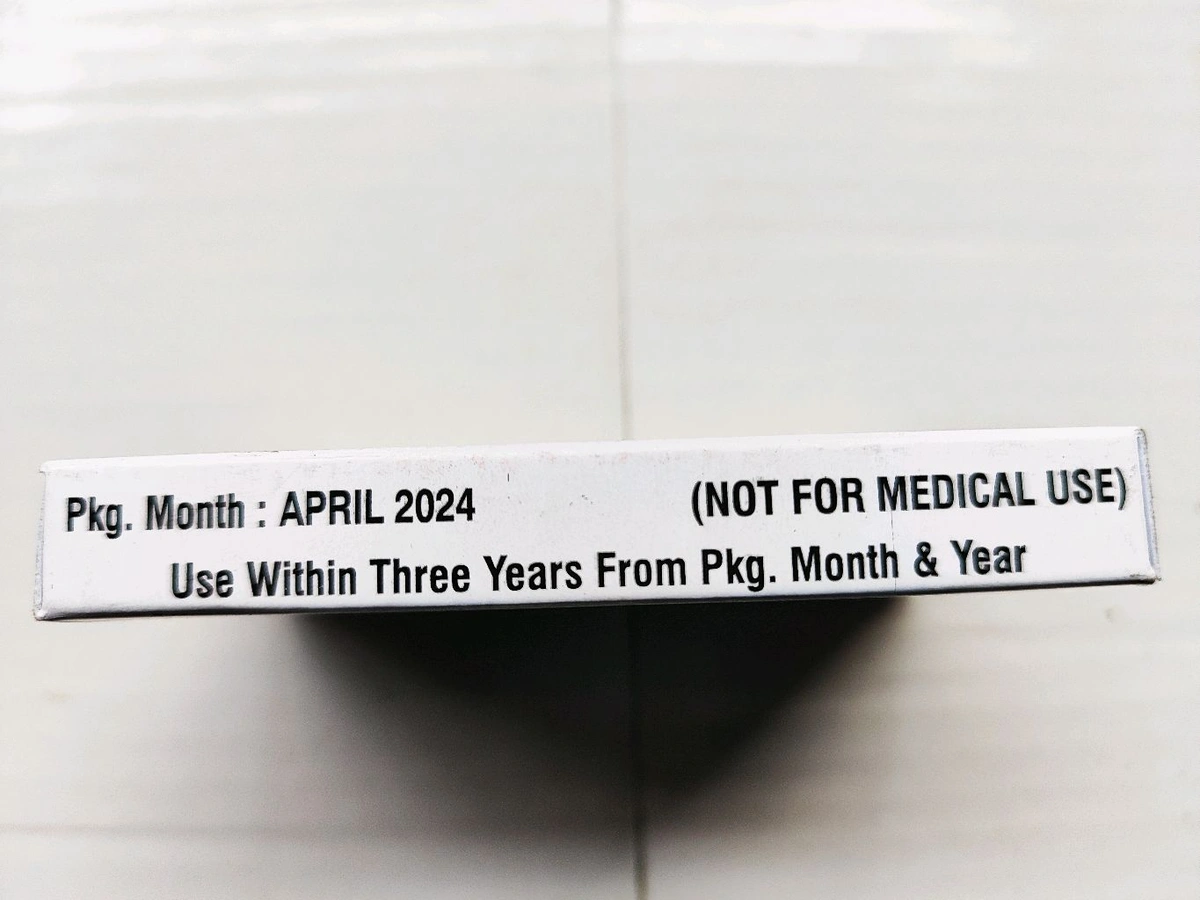 Pkg. Month : APRIL 2024 (NOT FOR MEDICAL USE)
Use Within Three Years From Pkg. Month & Year